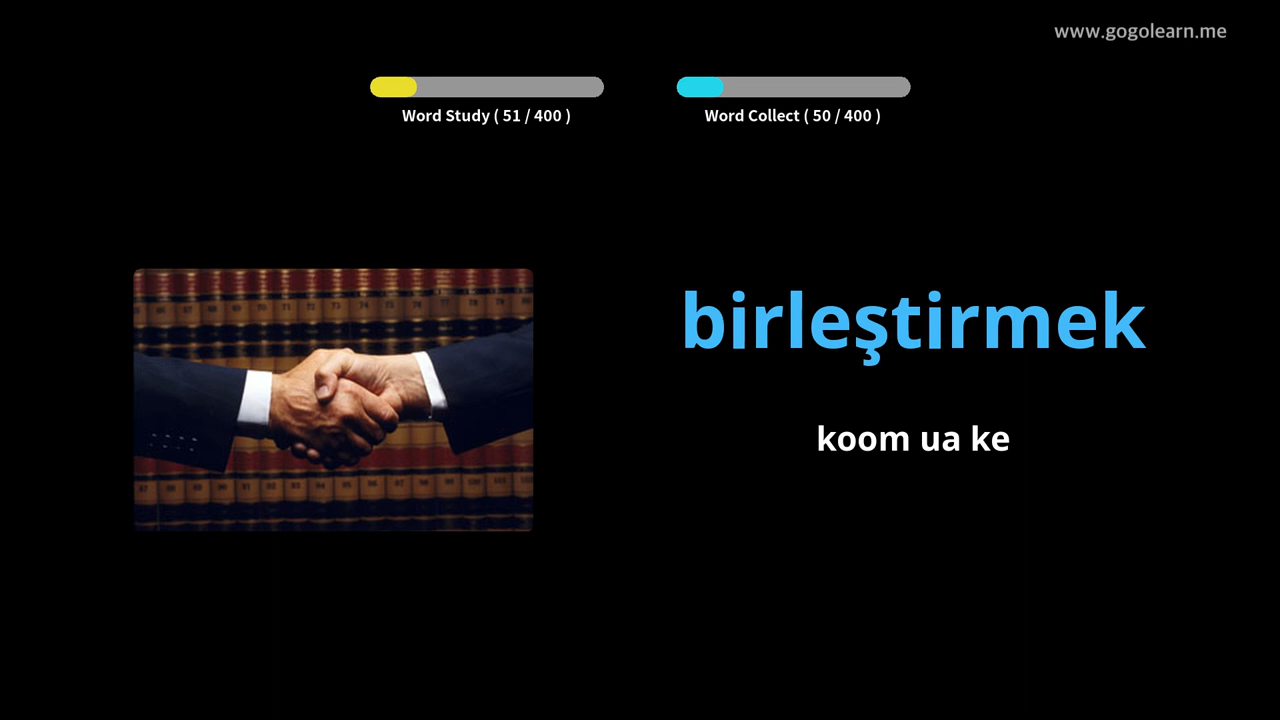 www.gogolearn.me
Word Study ( 51 / 400 )
Word Collect ( 50 / 400 )
birleştirmek
koom ua ke